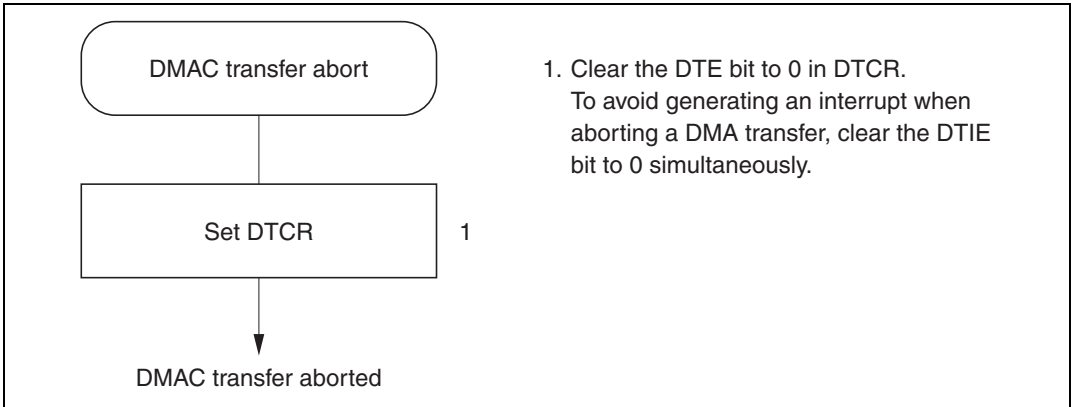 DMAC transfer abort
1. Clear the DTE bit to 0 in DTCR.
To avoid generating an interrupt when
aborting a DMA transfer, clear the DTIE
bit to 0 simultaneously.
Set DTCR
1
DMAC transfer aborted